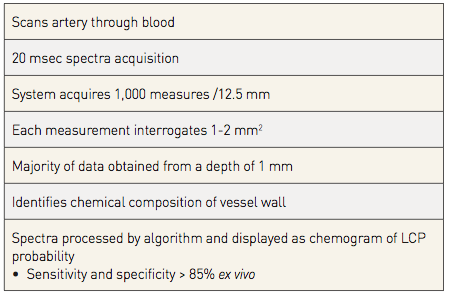 Scans artery through blood
20 msec spectra acquisition
System acquires 1,000 measures /12.5 mm
Each measurement interrogates 1-2 mm²
Majority of data obtained from a depth of 1 mm
Identifies chemical composition of vessel wall
Spectra processed by algorithm and displayed as chemogram of LCP
probability
• Sensitivity and specificity > 85% ex vivo